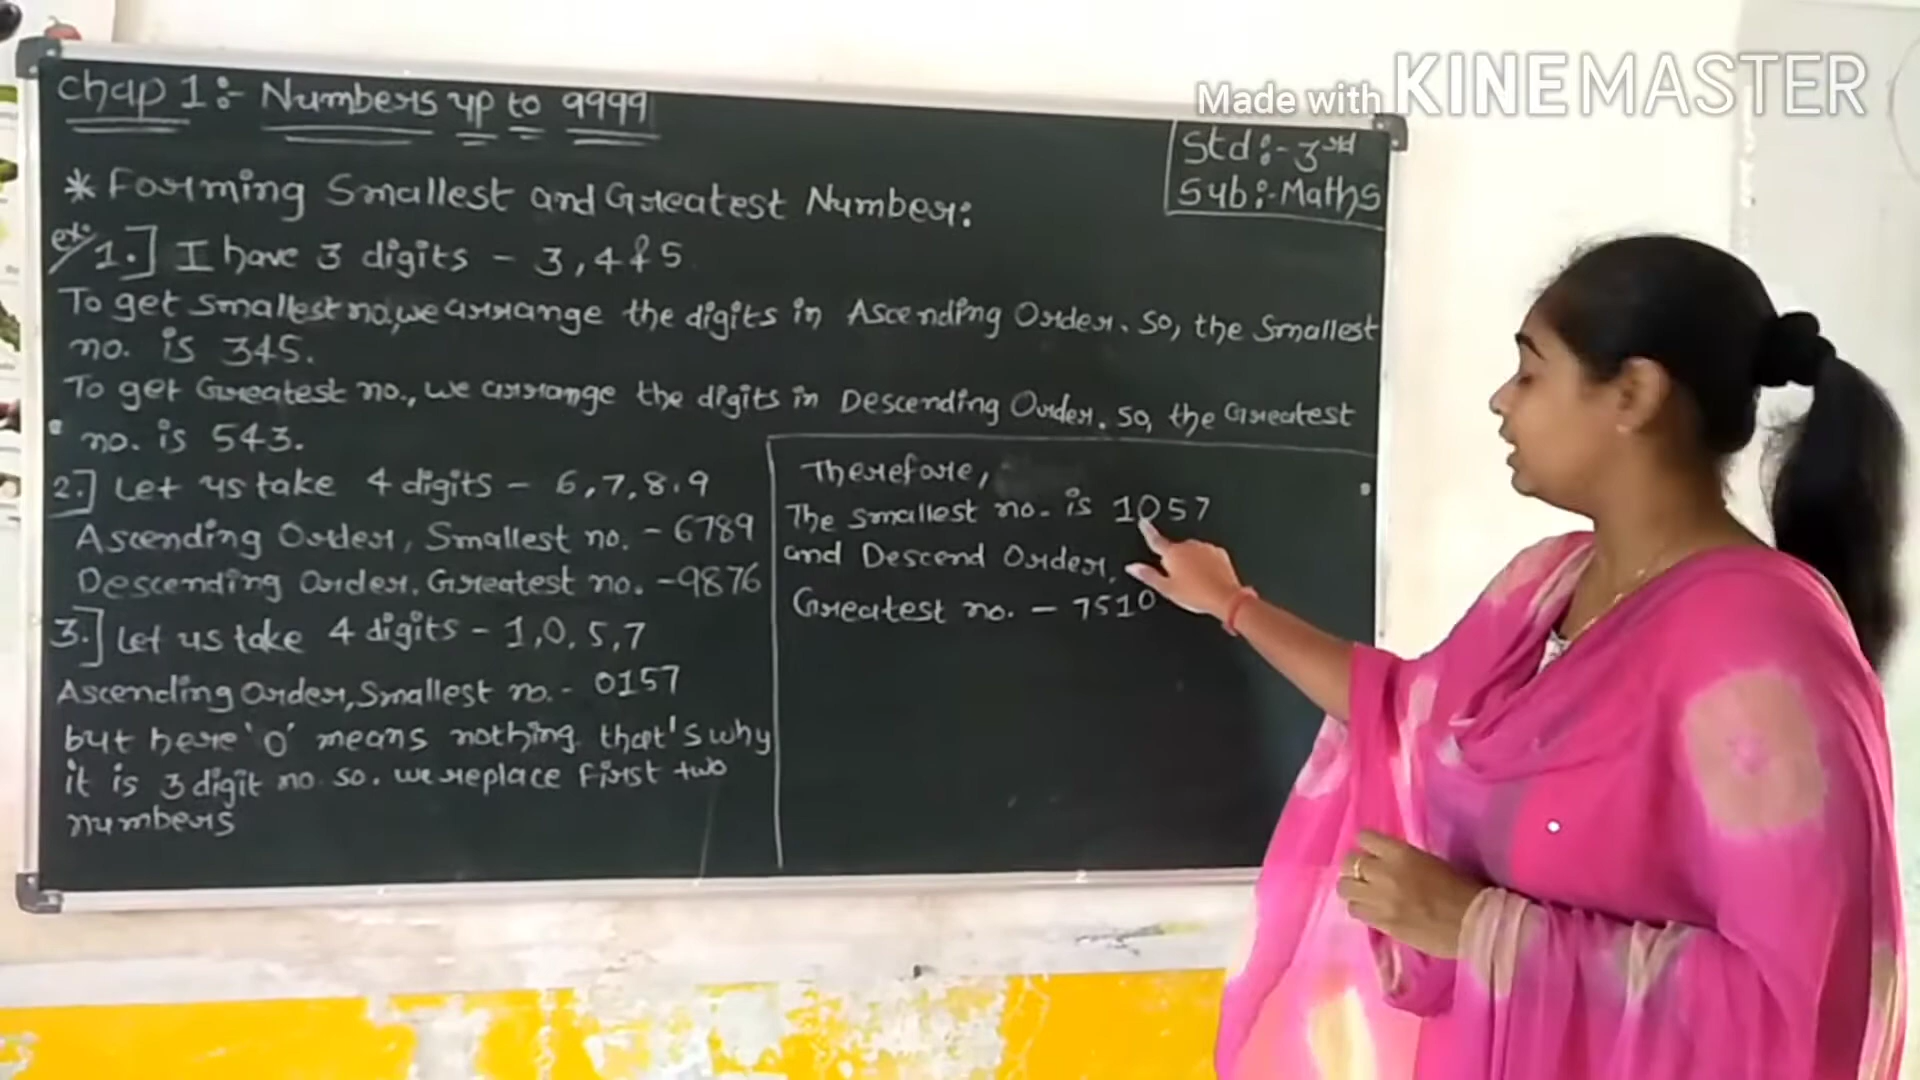 Made with KINEMASTER
Chap 1:- Numbers up to 9999
Std :- 3rd
Sub :- Maths
* Forming Smallest and Greatest Number:
ex:
1.] I have 3 digits - 3, 4 & 5
To get smallest no., we arrange the digits in Ascending Order. So, the Smallest
no. is 345.
To get Greatest no., we arrange the digits in Descending Order. So, the Greatest
no. is 543.
2.] Let us take 4 digits - 6, 7, 8, 9
Ascending Order, Smallest no. - 6789
Descending Order, Greatest no. - 9876
3.] Let us take 4 digits - 1, 0, 5, 7
Ascending Order, Smallest no. - 0157
but here '0' means nothing that's why
it is 3 digit no. so. we replace First two
numbers
Therefore,
The smallest no. is 1057
and Descend Order,
Greatest no. - 7510